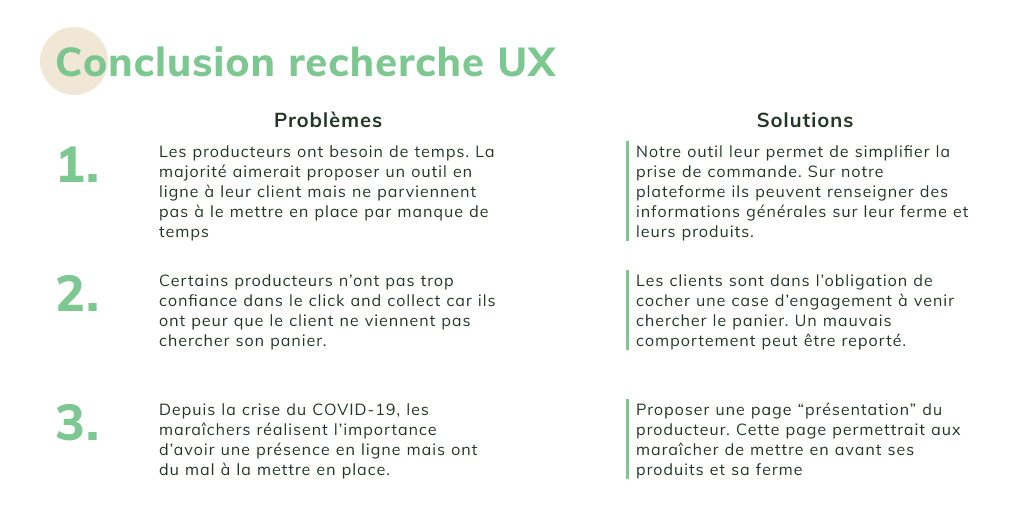 Conclusion recherche UX
Problèmes
Solutions
1.
Les producteurs ont besoin de temps. La
majorité aimerait proposer un outil en
ligne à leur client mais ne parviennent
pas à le mettre en place par manque de
temps
Notre outil leur permet de simplifier la
prise de commande. Sur notre
plateforme ils peuvent renseigner des
informations générales sur leur ferme et
leurs produits.
2.
Certains producteurs n’ont pas trop
confiance dans le click and collect car ils
ont peur que le client ne viennent pas
chercher son panier.
Les clients sont dans l’obligation de
cocher une case d’engagement à venir
chercher le panier. Un mauvais
comportement peut être reporté.
3.
Depuis la crise du COVID-19, les
maraîchers réalisent l’importance
d’avoir une présence en ligne mais ont
du mal à la mettre en place.
Proposer une page “présentation” du
producteur. Cette page permettrait aux
maraîcher de mettre en avant ses
produits et sa ferme